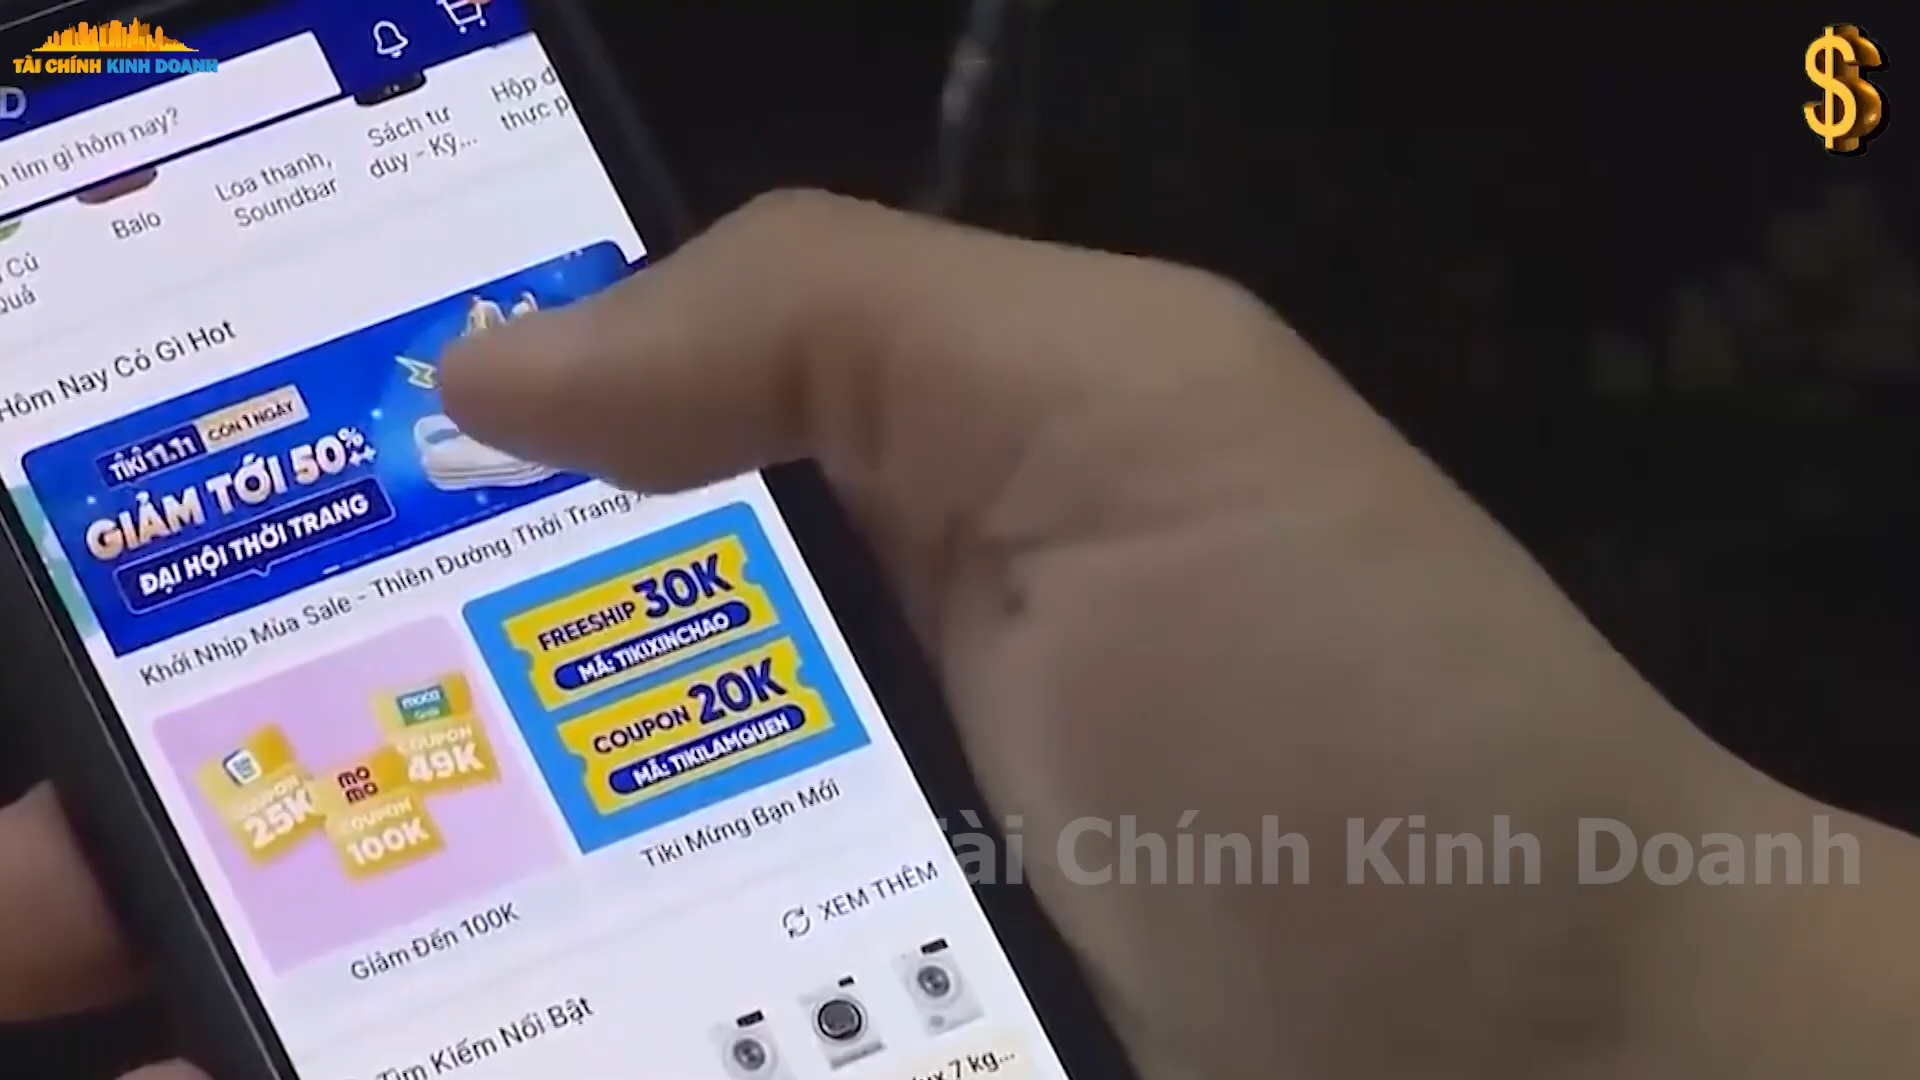 TÀI CHÍNH KINH DOANH
tìm gì hôm nay?
Balo
Loa thanh,
Soundbar
Sách tư
duy - Kỹ...
Hộp đ
thực p
Củ
Quả
Hôm Nay Có Gì Hot
TIKI 11.11
CÒN 1 NGÀY
GIẢM TỚI 50%++
ĐẠI HỘI THỜI TRANG
Khởi Nhịp Mùa Sale - Thiên Đường Thời Trang
FREESHIP 30K
MÃ: TIKIXINCHAO
COUPON 20K
MÃ: TIKILAMQUEN
moca
COUPON
49K
COUPON
25K
MO
MO
COUPON
100K
Tiki Mừng Bạn Mới
Giảm Đến 100K
XEM THÊM
Tìm Kiếm Nổi Bật
ux 7 kg...
Tài Chính Kinh Doanh